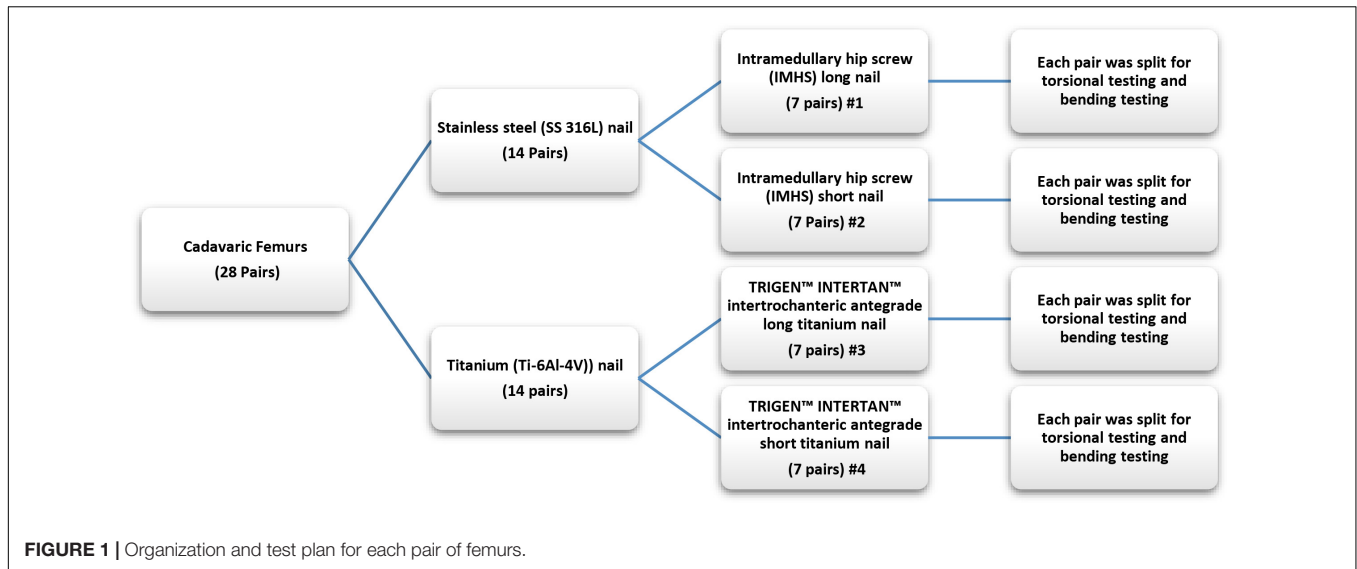 Cadavaric Femurs
(28 Pairs)
Stainless steel (SS 316L) nail
(14 Pairs)
Titanium (Ti-6Al-4V)) nail
(14 pairs)
Intramedullary hip screw
(IMHS) long nail
(7 pairs) #1
Intramedullary hip screw
(IMHS) short nail
(7 Pairs) #2
TRIGEN™ INTERTAN™
intertrochanteric antegrade
long titanium nail
(7 pairs) #3
TRIGEN™ INTERTAN™
intertrochanteric antegrade
short titanium nail
(7 pairs) #4
Each pair was split for
torsional testing and
bending testing
Each pair was split for
torsional testing and
bending testing
Each pair was split for
torsional testing and
bending testing
Each pair was split for
torsional testing and
bending testing
FIGURE 1 | Organization and test plan for each pair of femurs.